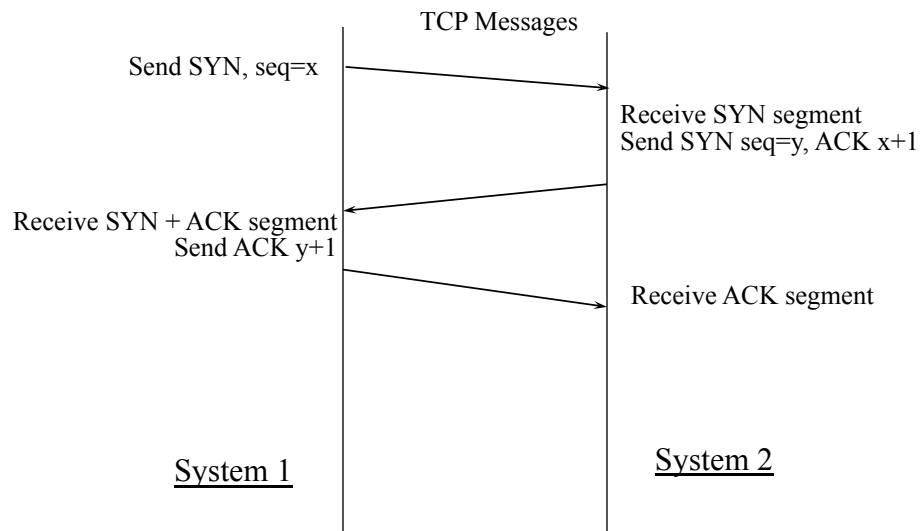 TCP Messages
Send SYN, seq=x
Receive SYN segment
Send SYN seq=y, ACK x+1
Receive SYN + ACK segment
Send ACK y+1
Receive ACK segment
System 1
System 2